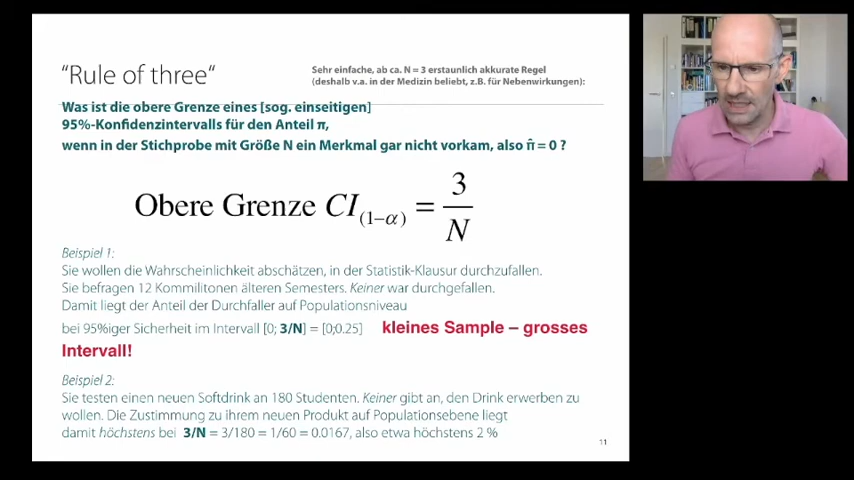 “Rule of three“
Sehr einfache, ab ca. N = 3 erstaunlich akkurate Regel
(deshalb v.a. in der Medizin beliebt, z.B. für Nebenwirkungen):
Was ist die obere Grenze eines [sog. einseitigen]
95%-Konfidenzintervalls für den Anteil π,
wenn in der Stichprobe mit Größe N ein Merkmal gar nicht vorkam, also π̂ = 0 ?
Obere Grenze CI(1−α) = 3/N
Beispiel 1:
Sie wollen die Wahrscheinlichkeit abschätzen, in der Statistik-Klausur durchzufallen.
Sie befragen 12 Kommilitonen älteren Semesters. Keiner war durchgefallen.
Damit liegt der Anteil der Durchfaller auf Populationsniveau
bei 95%iger Sicherheit im Intervall [0; 3/N] = [0;0.25] kleines Sample – grosses
Intervall!
Beispiel 2:
Sie testen einen neuen Softdrink an 180 Studenten. Keiner gibt an, den Drink erwerben zu
wollen. Die Zustimmung zu ihrem neuen Produkt auf Populationsebene liegt
damit höchstens bei 3/N = 3/180 = 1/60 = 0.0167, also etwa höchstens 2 %
11